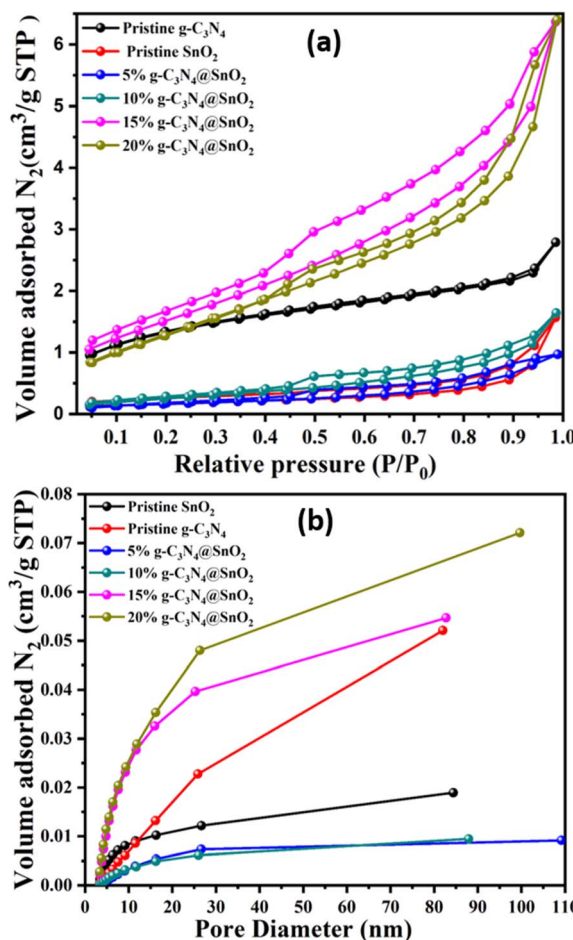 (a)
Pristine g-C₃N₄
Pristine SnO₂
5% g-C₃N₄@SnO₂
10% g-C₃N₄@SnO₂
15% g-C₃N₄@SnO₂
20% g-C₃N₄@SnO₂
Volume adsorbed N₂(cm³/g STP)
6
5
4
3
2
1
0
0.1 0.2 0.3 0.4 0.5 0.6 0.7 0.8 0.9 1.0
Relative pressure (P/P₀)
(b)
Pristine SnO₂
Pristine g-C₃N₄
5% g-C₃N₄@SnO₂
10% g-C₃N₄@SnO₂
15% g-C₃N₄@SnO₂
20% g-C₃N₄@SnO₂
Volume adsorbed N₂ (cm³/g STP)
0.08
0.07
0.06
0.05
0.04
0.03
0.02
0.01
0.00
0 10 20 30 40 50 60 70 80 90 100 110
Pore Diameter (nm)